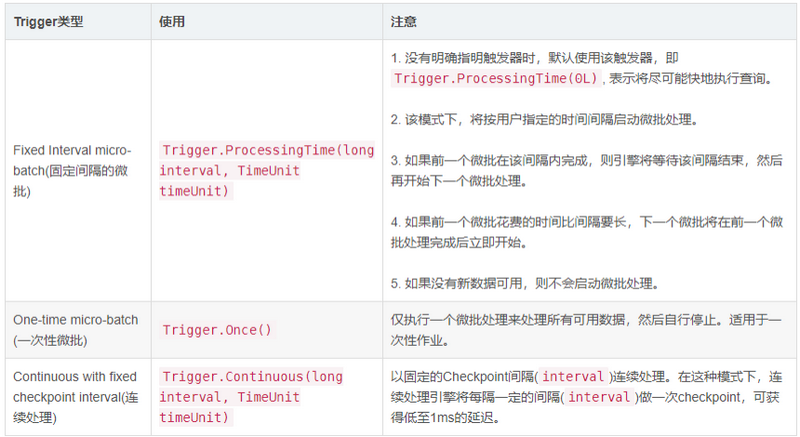 Trigger类型
使用
注意
Fixed Interval micro-
batch(固定间隔的微
批)
Trigger.ProcessingTime(long
interval, TimeUnit
timeUnit)
1. 没有明确指明触发器时，默认使用该触发器，即
Trigger.ProcessingTime(0L) , 表示将尽可能快地执行查询。
2. 该模式下，将按用户指定的时间间隔启动微批处理。
3. 如果前一个微批在该间隔内完成，则引擎将等待该间隔结束，然后
再开始下一个微批处理。
4. 如果前一个微批花费的时间比间隔要长，下一个微批将在前一个微
批处理完成后立即开始。
5. 如果没有新数据可用，则不会启动微批处理。
One-time micro-batch
(一次性微批)
Trigger.Once()
仅执行一个微批处理来处理所有可用数据，然后自行停止。适用于一
次性作业。
Continuous with fixed
checkpoint interval(连
续处理)
Trigger.Continuous(long
interval, TimeUnit
timeUnit)
以固定的Checkpoint间隔( interval )连续处理。在这种模式下，连
续处理引擎将每隔一定的间隔( interval )做一次checkpoint，可获
得低至1ms的延迟。